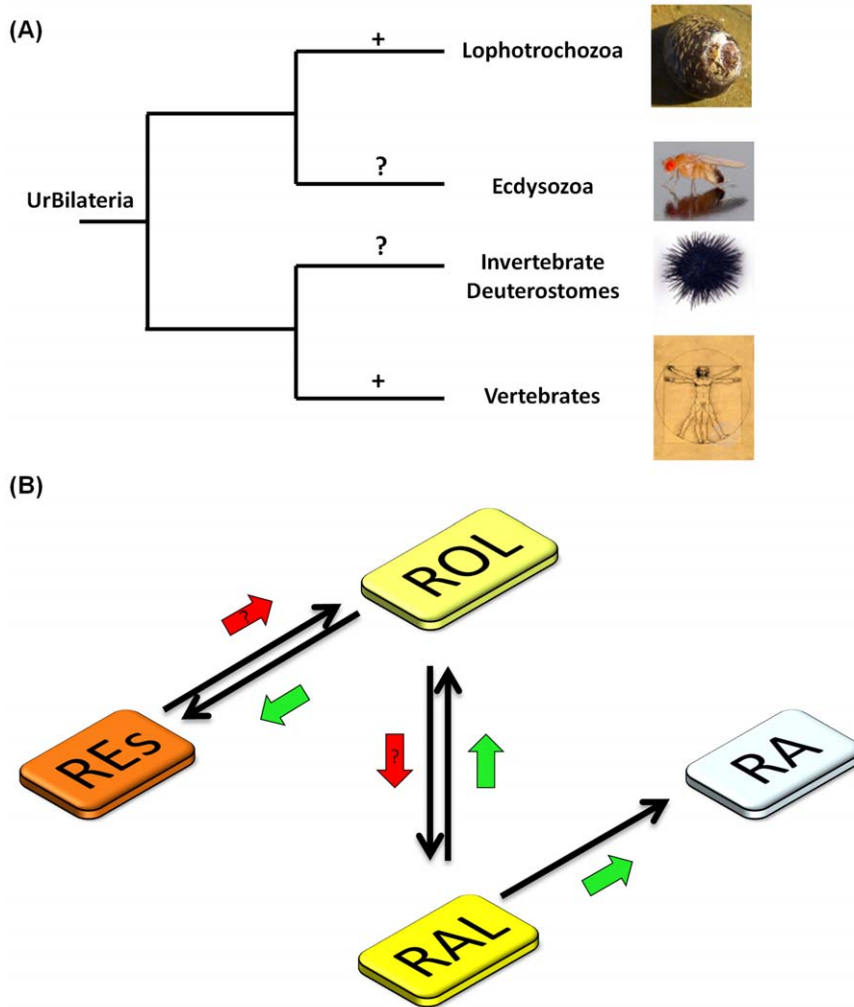 (A)
+
Lophotrochozoa
?
Ecdysozoa
UrBilateria
?
Invertebrate
Deuterostomes
+
Vertebrates
(B)
ROL
?
REs
?
RA
RAL